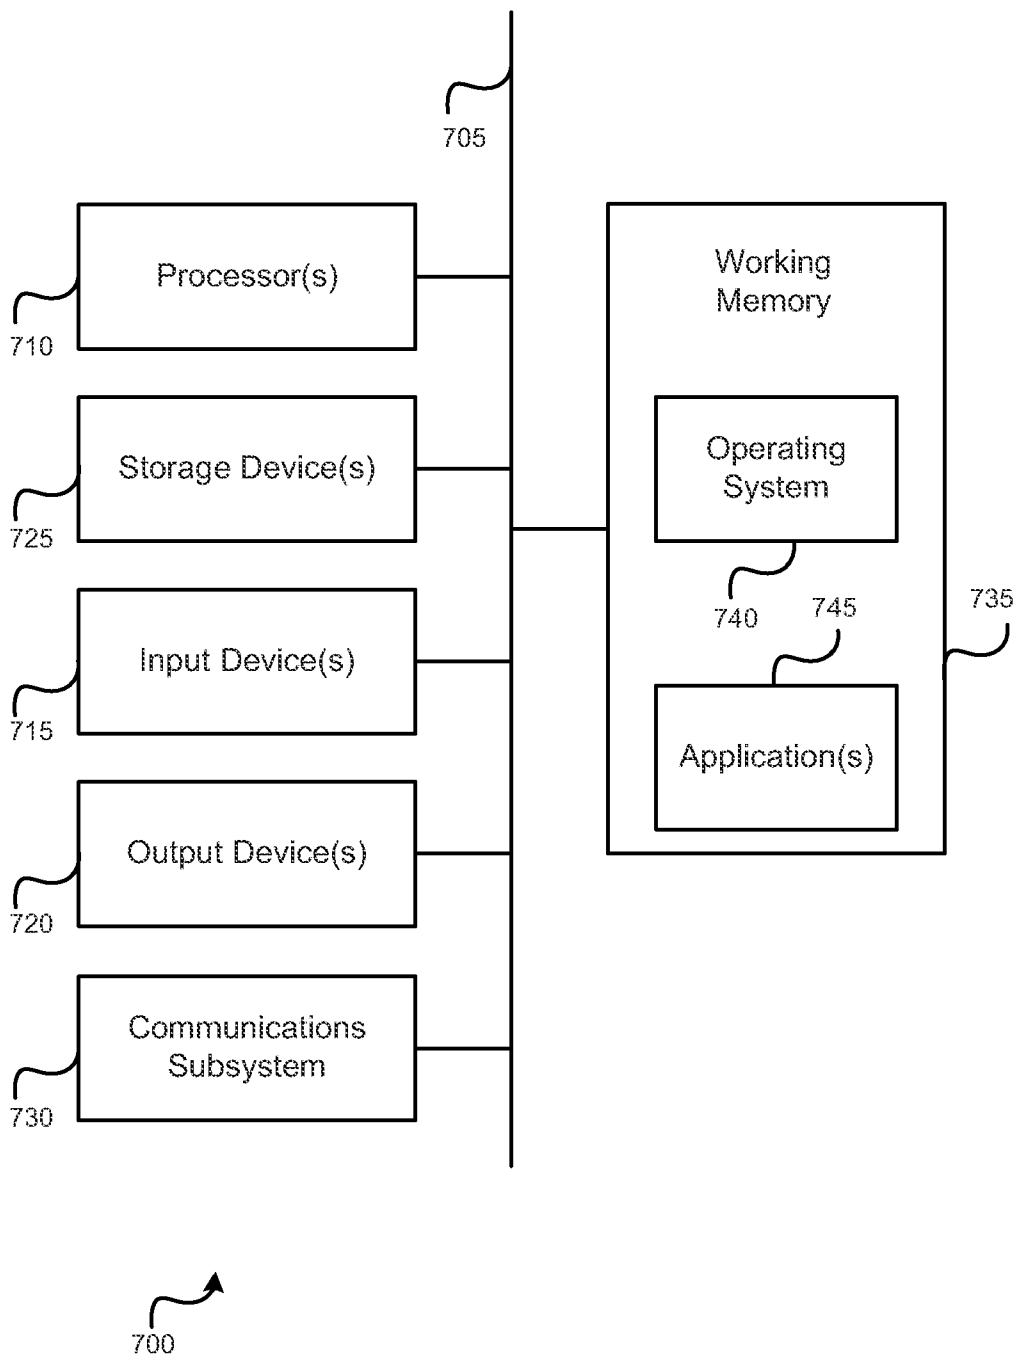 705
Processor(s)
710
Storage Device(s)
725
Input Device(s)
715
Output Device(s)
720
Communications
Subsystem
730
Working
Memory
Operating
System
740
745
735
Application(s)
700